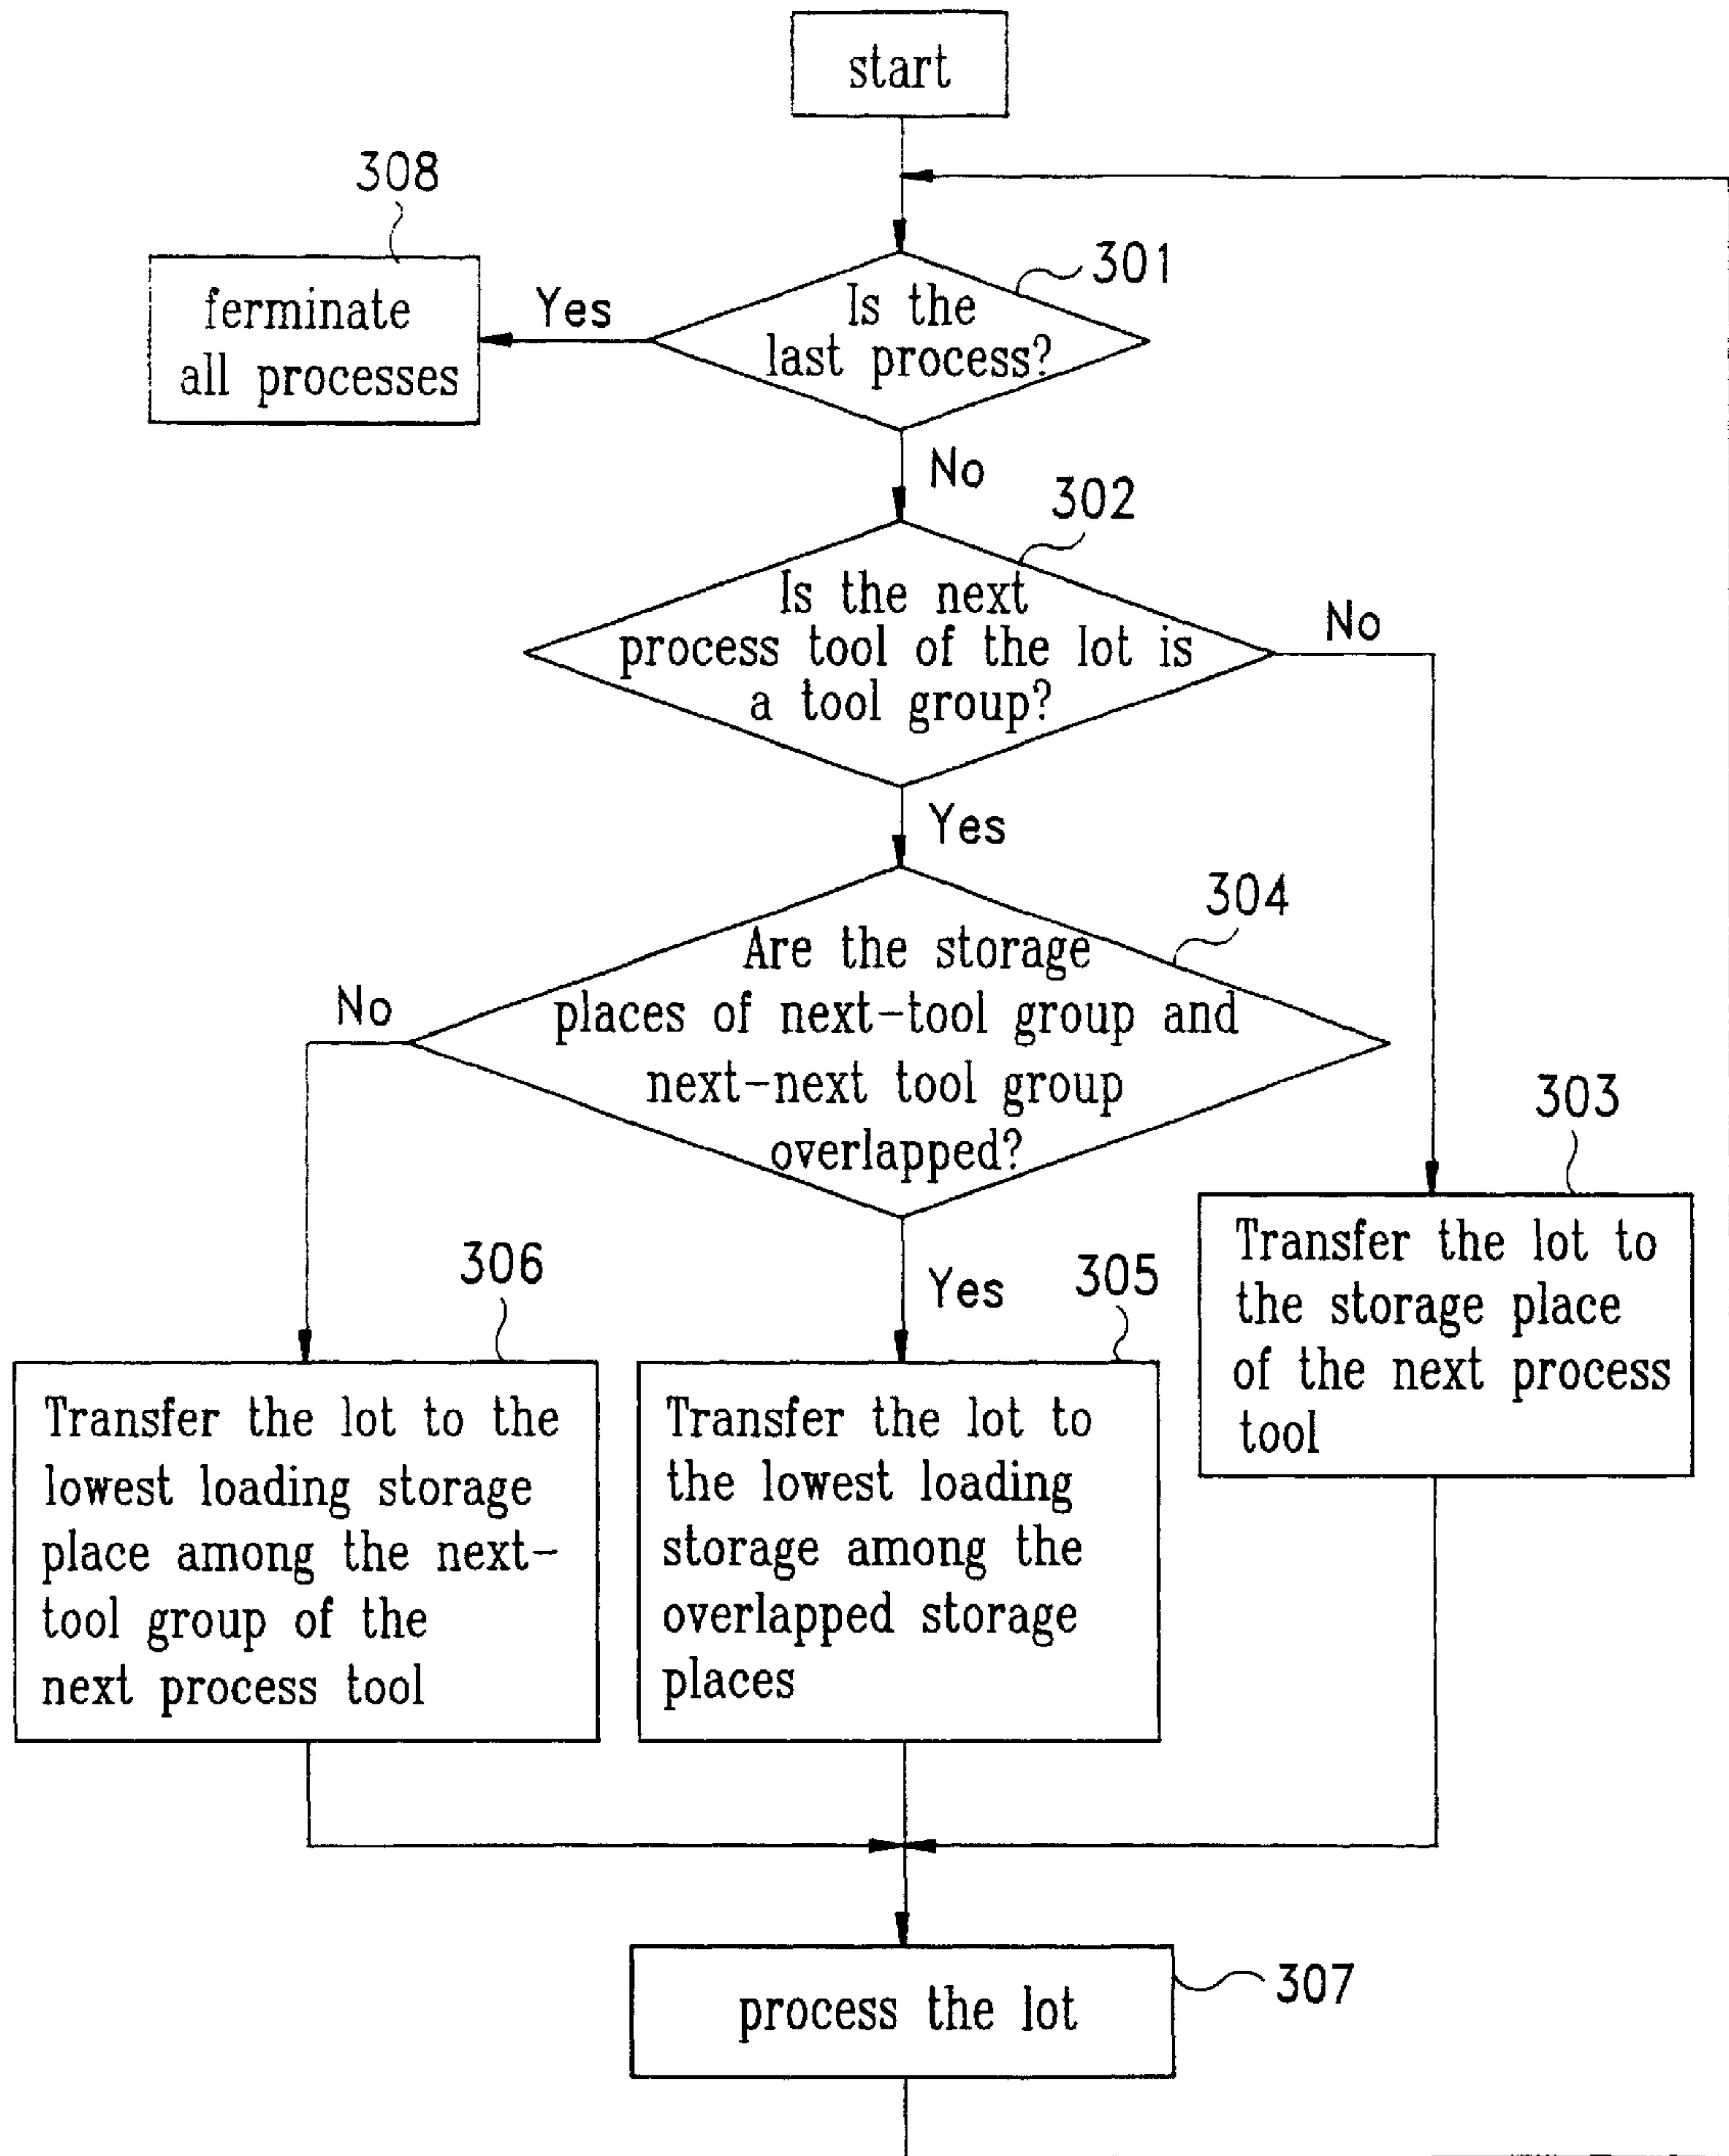 start
308
301
ferminate
all processes
Yes
Is the
last process?
No
302
Is the next
process tool of the lot is
a tool group?
No
Yes
304
Are the storage
places of next-tool group and
next-next tool group
overlapped?
No
303
Transfer the lot to
the storage place
of the next process
tool
306
Yes
305
Transfer the lot to the
lowest loading storage
place among the next-
tool group of the
next process tool
Transfer the lot to
the lowest loading
storage among the
overlapped storage
places
process the lot
307